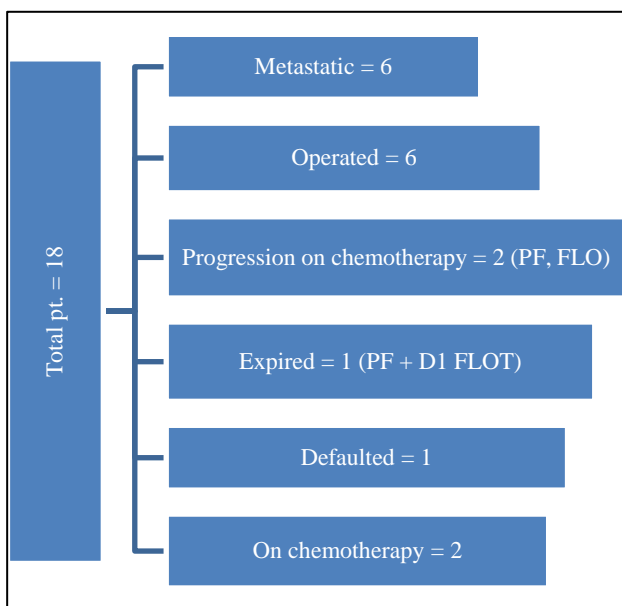 Total pt. = 18
Metastatic = 6
Operated = 6
Progression on chemotherapy = 2 (PF, FLO)
Expired = 1 (PF + D1 FLOT)
Defaulted = 1
On chemotherapy = 2